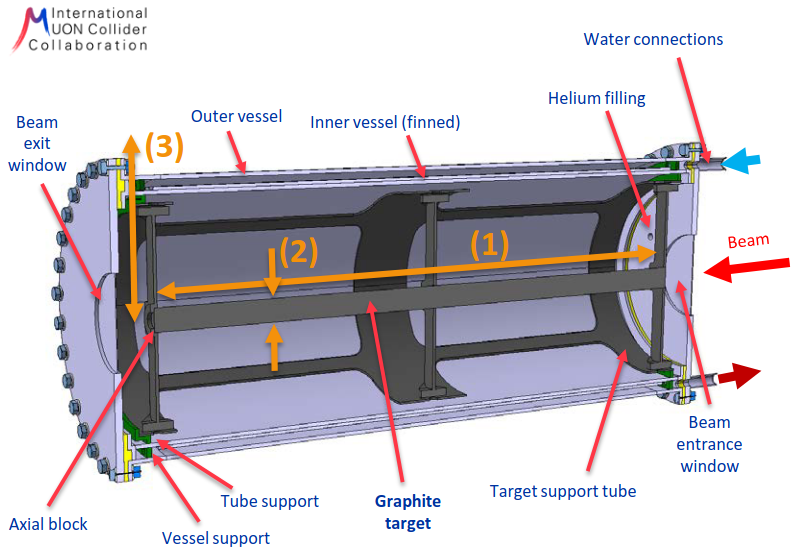 International
MUON Collider
Collaboration
Water connections
Helium filling
Outer vessel
Inner vessel (finned)
Beam
exit
window
(3)
(2)
(1)
Beam
Beam
entrance
window
Target support tube
Graphite
target
Tube support
Vessel support
Axial block